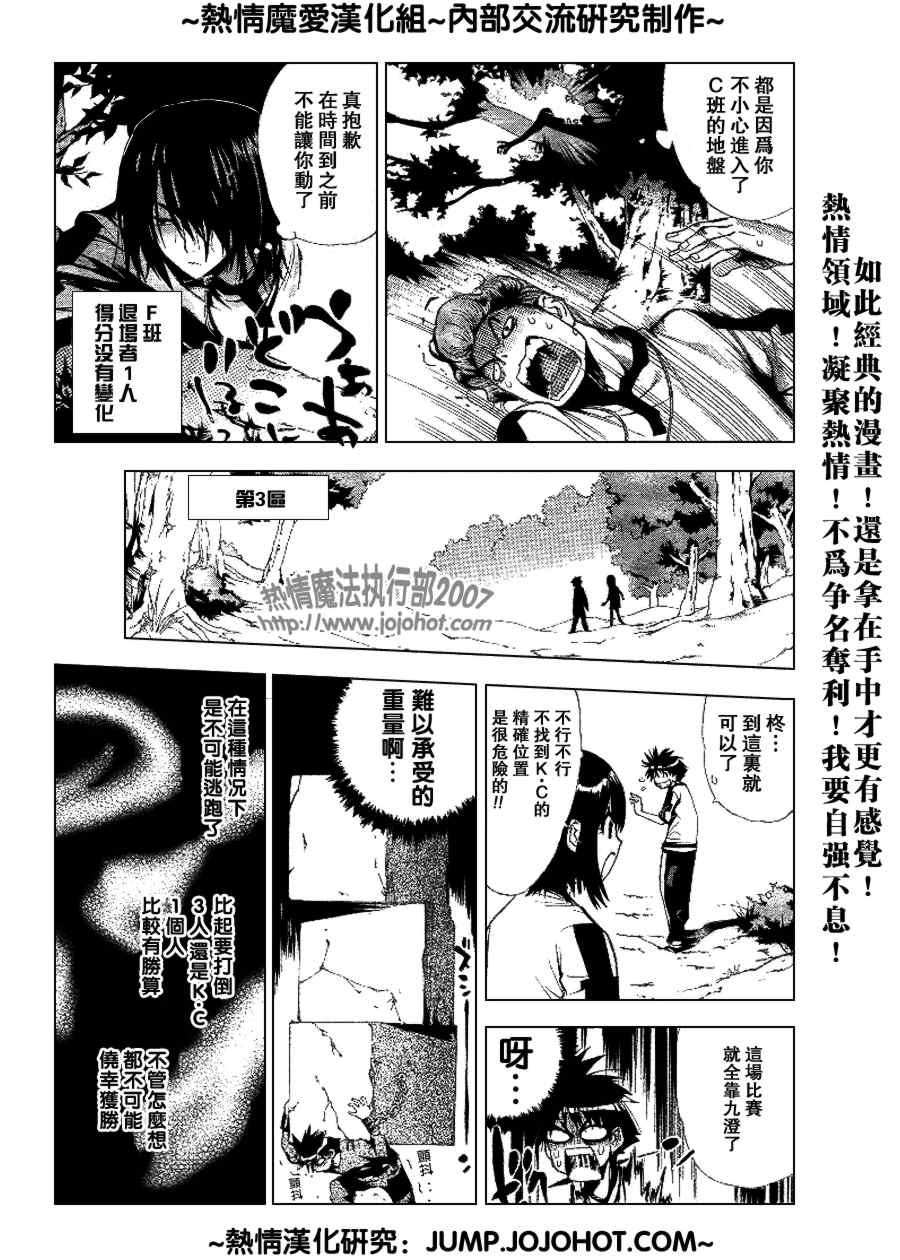 ~熱情魔愛漢化組~內部交流研究制作~
都是因爲你
不小心進入了
C班的地盤
真抱歉
在時間到之前
不能讓你動了
F班
退場者1人
得分没有變化
第3區
熱情魔法执行部2007
http://www.jojohot.com
柊…
到這裏就
可以了
不行不行
不找到K·C的
精確位置
是很危險的!!
這場比賽
就全靠九澄了
呀…
難以承受的
重量啊…
顫抖
顫抖
在這種情况下
是不可能逃跑了
比起要打倒
3人還是K·C
1個人
比較有勝算
不管怎麼想
都不可能
僥幸獲勝
如此經典的漫畫！還是拿在手中才更有感覺！
熱情領域！凝聚熱情！不爲争名奪利！我要自强不息！
~熱情漢化研究：JUMP.JOJOHOT.COM~